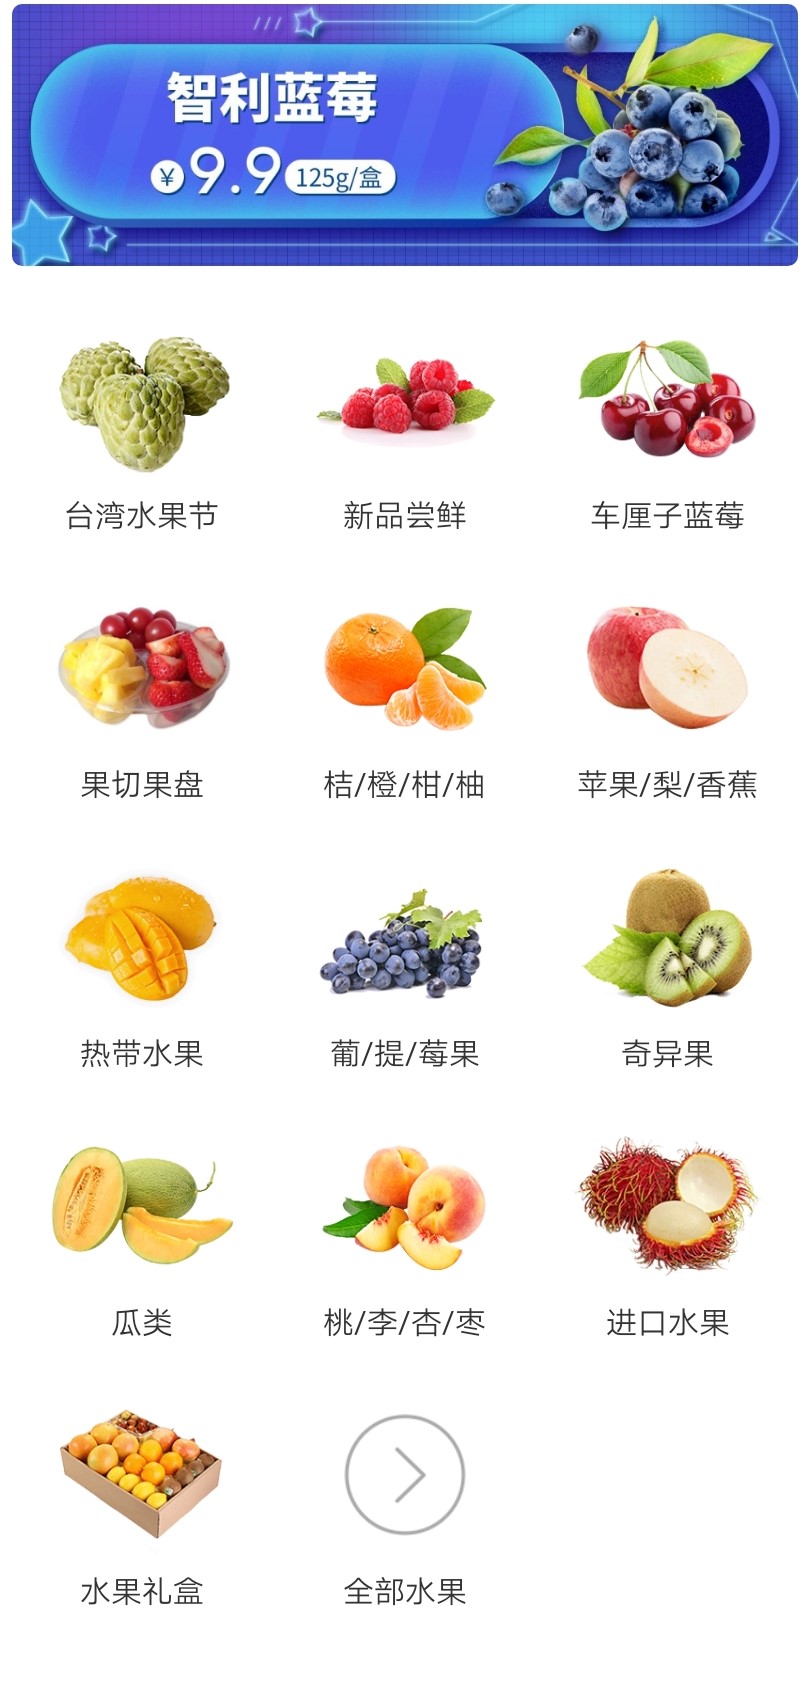 智利蓝莓
¥9.9 125g/盒
台湾水果节
新品尝鲜
车厘子蓝莓
果切果盘
桔/橙/柑/柚
苹果/梨/香蕉
热带水果
葡/提/莓果
奇异果
瓜类
桃/李/杏/枣
进口水果
水果礼盒
全部水果